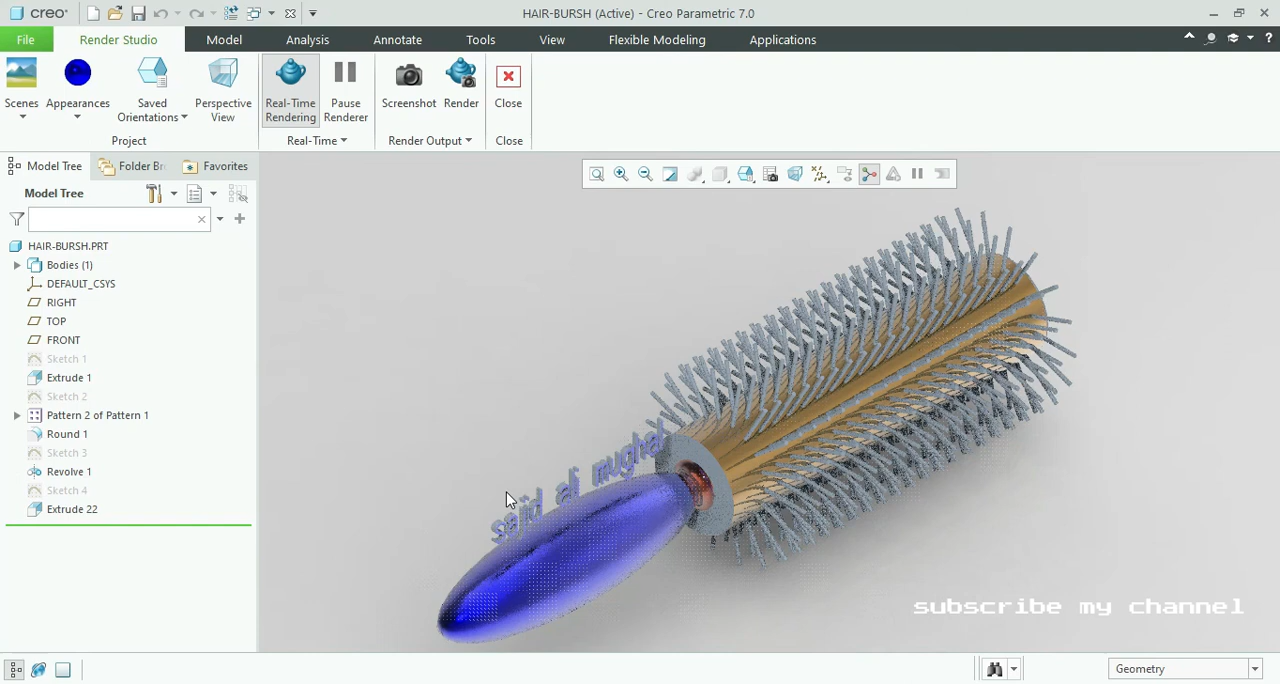 creo
HAIR-BURSH (Active) - Creo Parametric 7.0
File
Render Studio
Model
Analysis
Annotate
Tools
View
Flexible Modeling
Applications
Scenes
Appearances
Saved Orientations
Perspective View
Real-Time Rendering
Pause Renderer
Screenshot
Render
Close
Project
Real-Time
Render Output
Close
Model Tree
Folder Br
Favorites
Model Tree
HAIR-BURSH.PRT
Bodies (1)
DEFAULT_CSYS
RIGHT
TOP
FRONT
Sketch 1
Extrude 1
Sketch 2
Pattern 2 of Pattern 1
Round 1
Sketch 3
Revolve 1
Sketch 4
Extrude 22
sajid ali mughal
subscribe my channel
Geometry